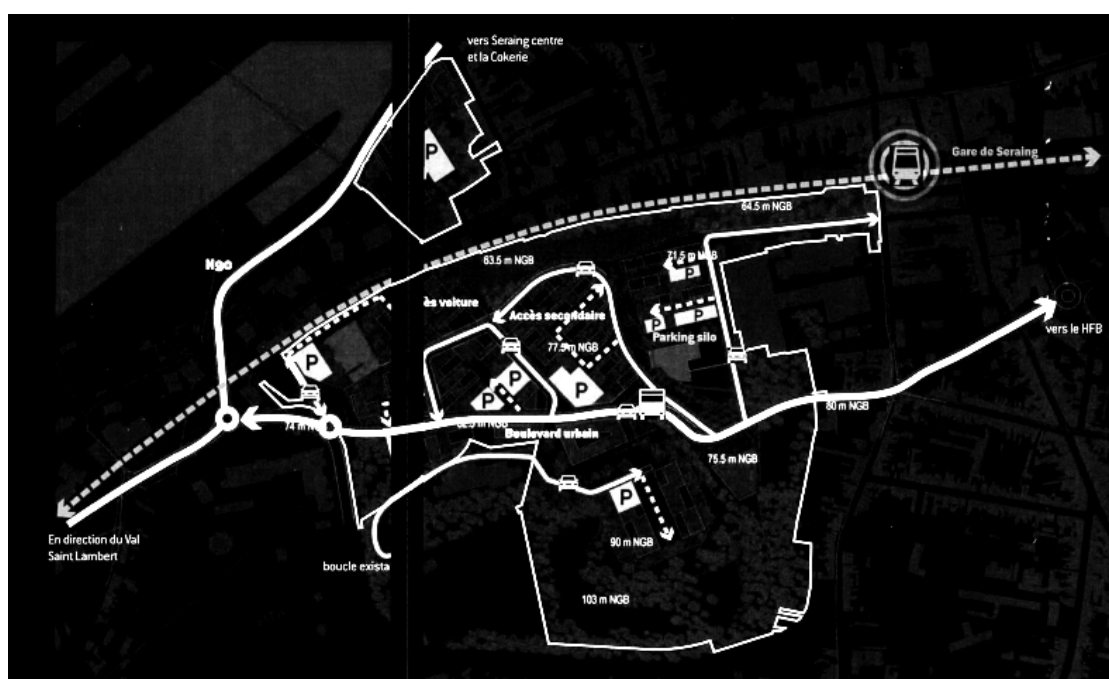 vers Seraing centre
et la Cokerie
P
Gare de Seraing
64.5 m NGB
N90
63.5 m NGB
71.5 m NGB
P
ès voiture
Accès secondaire
P
P
Parking silo
vers le HFB
77.5 m NGB
P
P
P
P
80 m NGB
74 m N
62.5 m NGB
Boulevard urbain
75.5 m NGB
P
En direction du Val
Saint Lambert
90 m NGB
boucle exista
103 m NGB